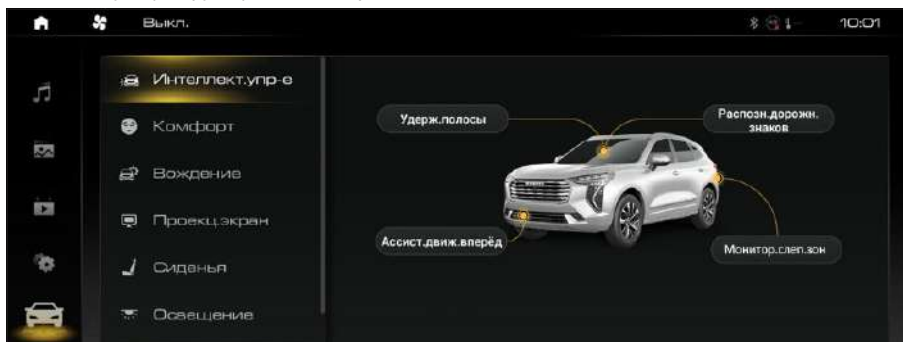 Выкл.
10:01
Интеллект.упр-е
Комфорт
Вождение
Проекц.экран
Сиденья
Освещение
Удерж.полосы
Распозн.дорожн.
знаков
Ассист.движ.вперёд
Монитор.слеп.зон